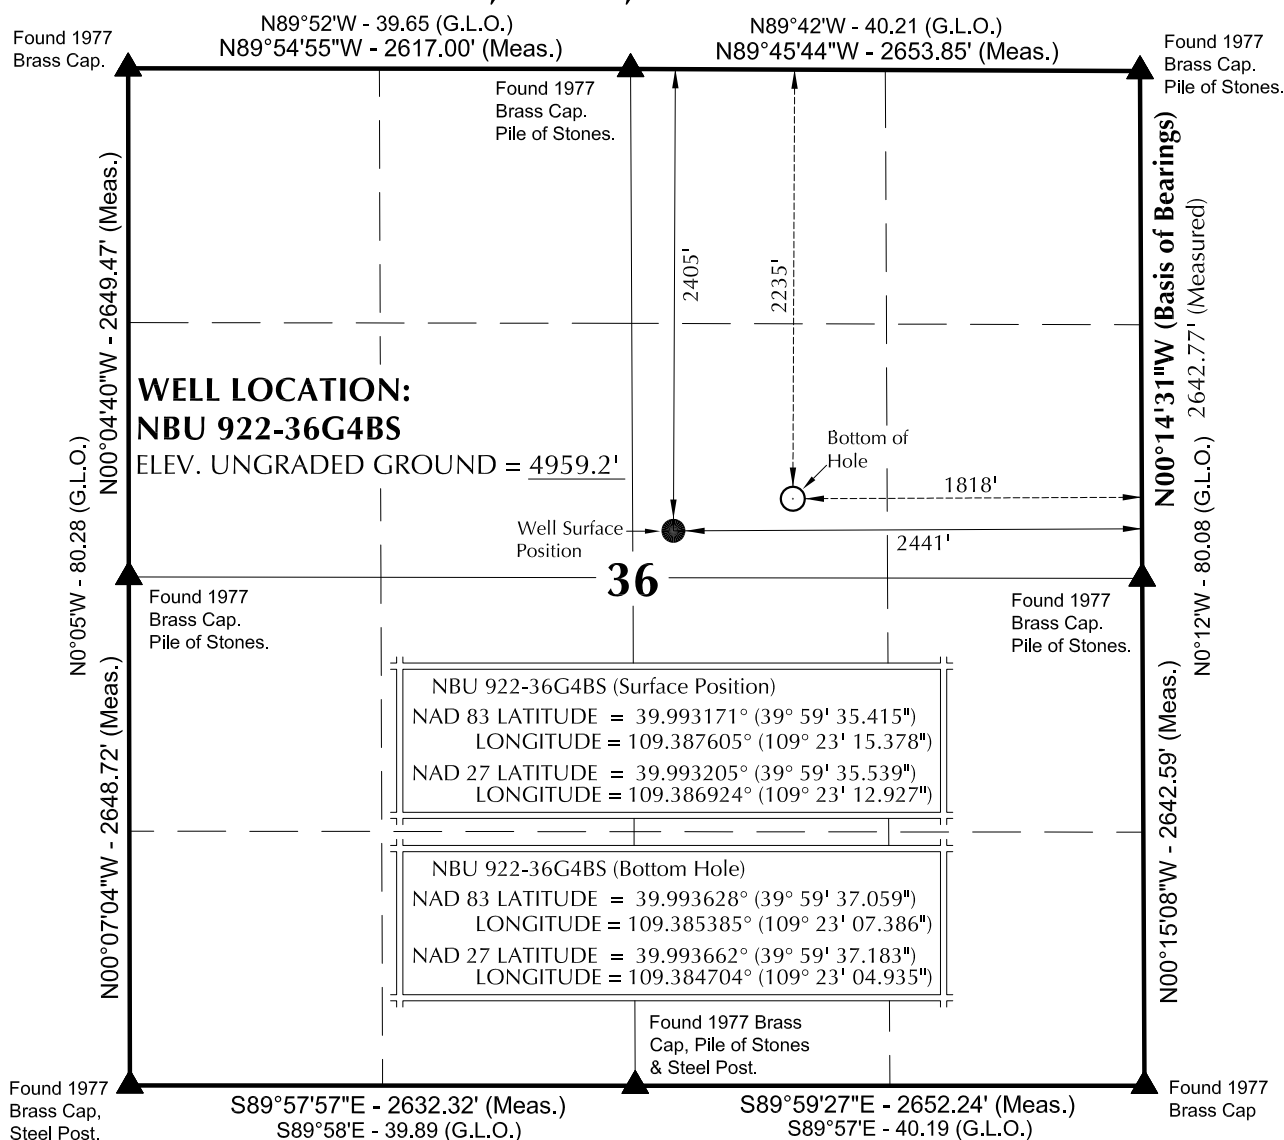 N89°52'W - 39.65 (G.L.O.)
N89°54'55"W - 2617.00' (Meas.)
N89°42'W - 40.21 (G.L.O.)
N89°45'44"W - 2653.85' (Meas.)
Found 1977
Brass Cap.
Found 1977
Brass Cap.
Pile of Stones.
Found 1977
Brass Cap.
Pile of Stones.
N00°04'40"W - 2649.47' (Meas.)
N0°05'W - 80.28 (G.L.O.)
2405'
2235'
N00°14'31"W (Basis of Bearings)
2642.77' (Measured)
N0°12'W - 80.08 (G.L.O.)
WELL LOCATION:
NBU 922-36G4BS
ELEV. UNGRADED GROUND = 4959.2'
Bottom of
Hole
1818'
Well Surface
Position
2441'
36
Found 1977
Brass Cap.
Pile of Stones.
Found 1977
Brass Cap.
Pile of Stones.
N00°07'04"W - 2648.72' (Meas.)
N00°15'08"W - 2642.59' (Meas.)
NBU 922-36G4BS (Surface Position)
NAD 83 LATITUDE = 39.993171° (39° 59' 35.415")
LONGITUDE = 109.387605° (109° 23' 15.378")
NAD 27 LATITUDE = 39.993205° (39° 59' 35.539")
LONGITUDE = 109.386924° (109° 23' 12.927")
NBU 922-36G4BS (Bottom Hole)
NAD 83 LATITUDE = 39.993628° (39° 59' 37.059")
LONGITUDE = 109.385385° (109° 23' 07.386")
NAD 27 LATITUDE = 39.993662° (39° 59' 37.183")
LONGITUDE = 109.384704° (109° 23' 04.935")
Found 1977 Brass
Cap, Pile of Stones
& Steel Post.
Found 1977
Brass Cap,
Steel Post.
S89°57'57"E - 2632.32' (Meas.)
S89°58'E - 39.89 (G.L.O.)
S89°59'27"E - 2652.24' (Meas.)
S89°57'E - 40.19 (G.L.O.)
Found 1977
Brass Cap